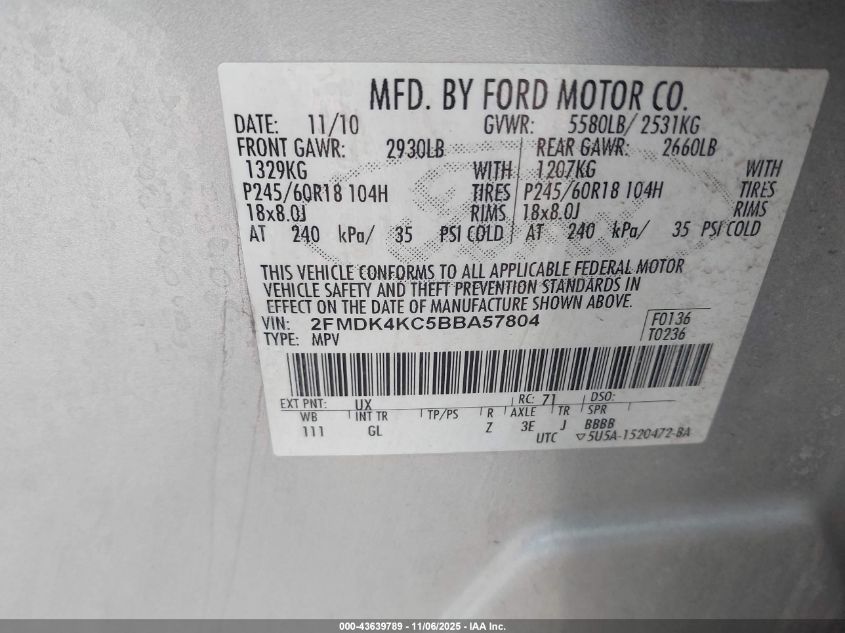 MFD. BY FORD MOTOR CO.
DATE: 11/10 GVWR: 5580LB/ 2531KG
FRONT GAWR: 2930LB REAR GAWR: 2660LB
1329KG WITH 1207KG WITH
P245/60R18 104H TIRES P245/60R18 104H TIRES
18x8.0J RIMS 18x8.0J RIMS
AT 240 kPa/ 35 PSI COLD AT 240 kPa/ 35 PSI COLD
THIS VEHICLE CONFORMS TO ALL APPLICABLE FEDERAL MOTOR
VEHICLE SAFETY AND THEFT PREVENTION STANDARDS IN
EFFECT ON THE DATE OF MANUFACTURE SHOWN ABOVE.
VIN: 2FMDK4KC5BBA57804 F0136
TYPE: MPV T0236
EXT PNT: UX RC: 71 DSO:
WB INT TR TP/PS R AXLE TR SPR
111 GL Z 3E J BBBB
UTC ▽5U5A-1520472-BA
000-43639789 - 11/06/2025 - IAA Inc.